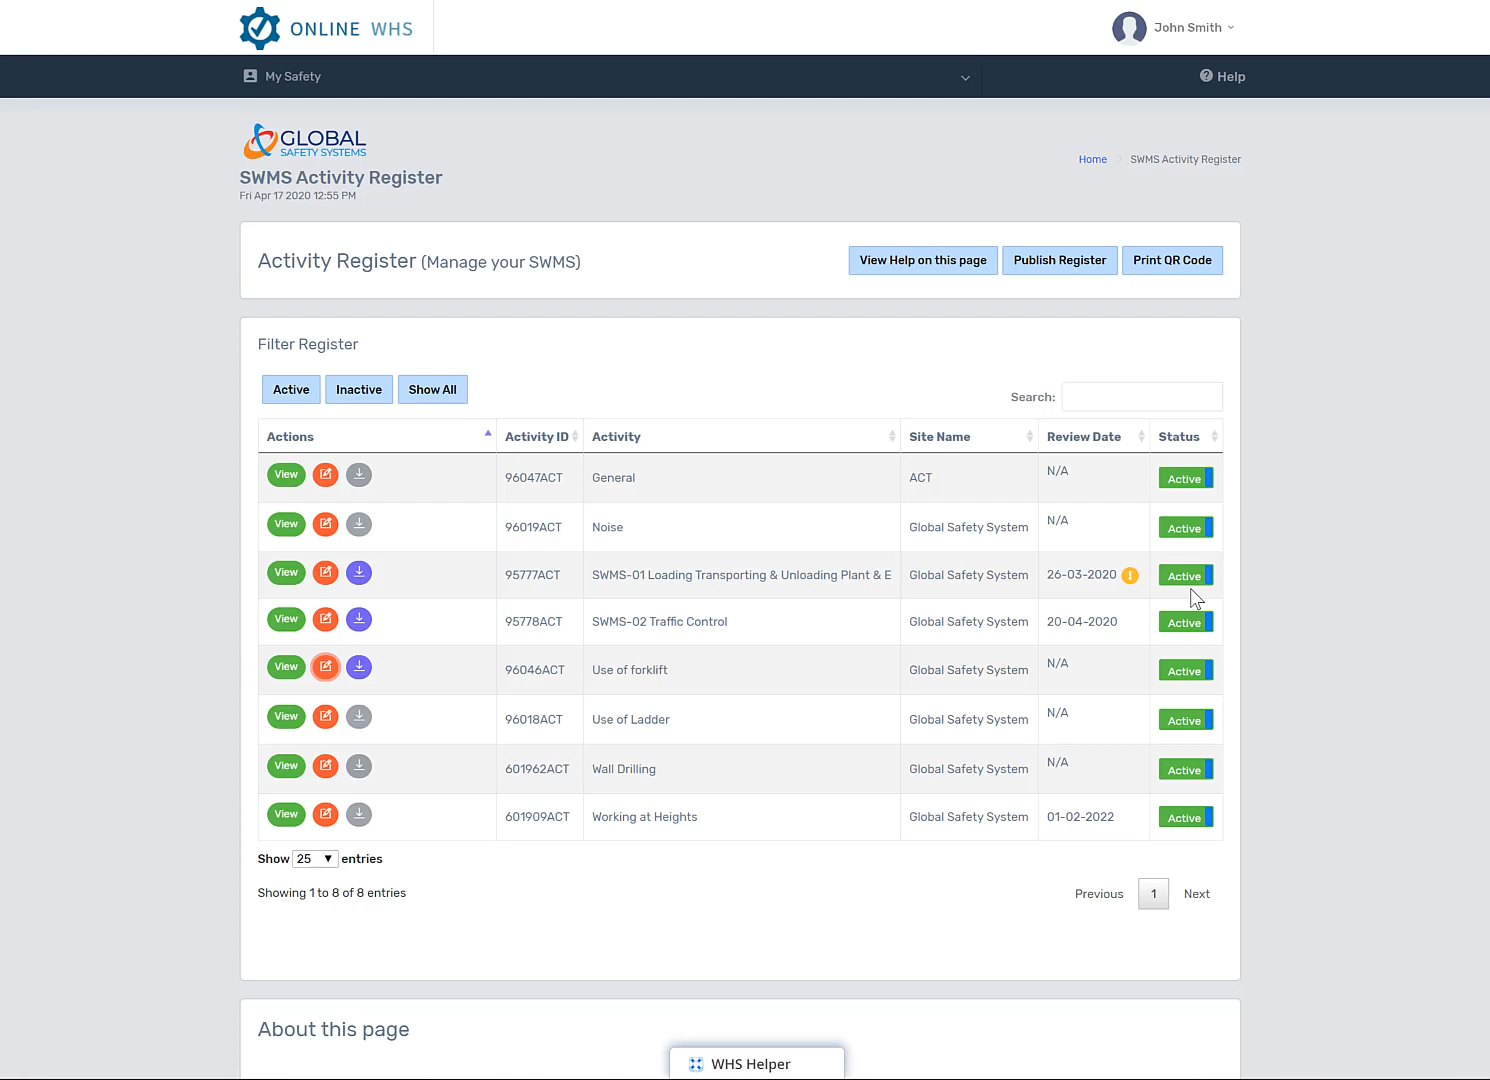 ONLINE WHS
John Smith
My Safety
Help
GLOBAL
SAFETY SYSTEMS
SWMS Activity Register
Fri Apr 17 2020 12:55 PM
Home
SWMS Activity Register
Activity Register (Manage your SWMS)
View Help on this page
Publish Register
Print QR Code
Filter Register
Active
Inactive
Show All
Search:
Actions Activity ID Activity Site Name Review Date Status
View 96047ACT General ACT N/A Active
View 96019ACT Noise Global Safety System N/A Active
View 95777ACT SWMS-01 Loading Transporting & Unloading Plant & E Global Safety System 26-03-2020 Active
View 95778ACT SWMS-02 Traffic Control Global Safety System 20-04-2020 Active
View 96046ACT Use of forklift Global Safety System N/A Active
View 96018ACT Use of Ladder Global Safety System N/A Active
View 601962ACT Wall Drilling Global Safety System N/A Active
View 601909ACT Working at Heights Global Safety System 01-02-2022 Active
Show 25 entries
Showing 1 to 8 of 8 entries
Previous 1 Next
About this page
WHS Helper